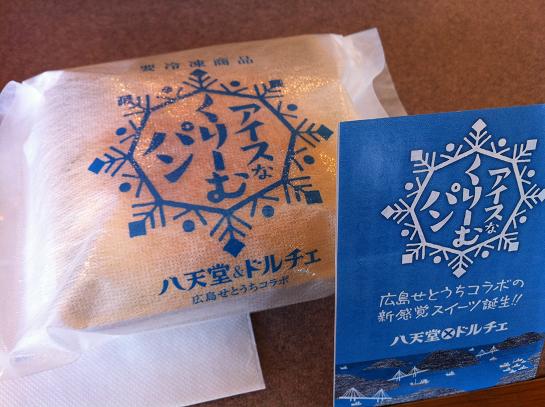 要冷凍商品
アイスな
くりーむ
パン
八天堂&ドルチェ
広島せとうちコラボ
アイスな
くりーむ
パン
広島せとうちコラボの
新感覚スイーツ誕生!!
八天堂×ドルチェ